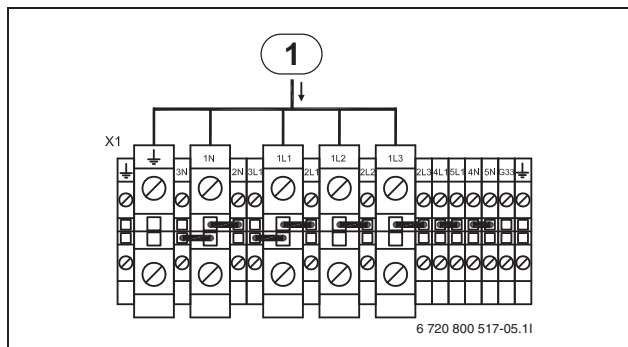 1
X1
⏚ 3N 1N 2N 3L1 1L1 2L1 1L2 2L2 1L3 2L3 4L1 5L1 4N 5N G33 ⏚
6 720 800 517-05.1I